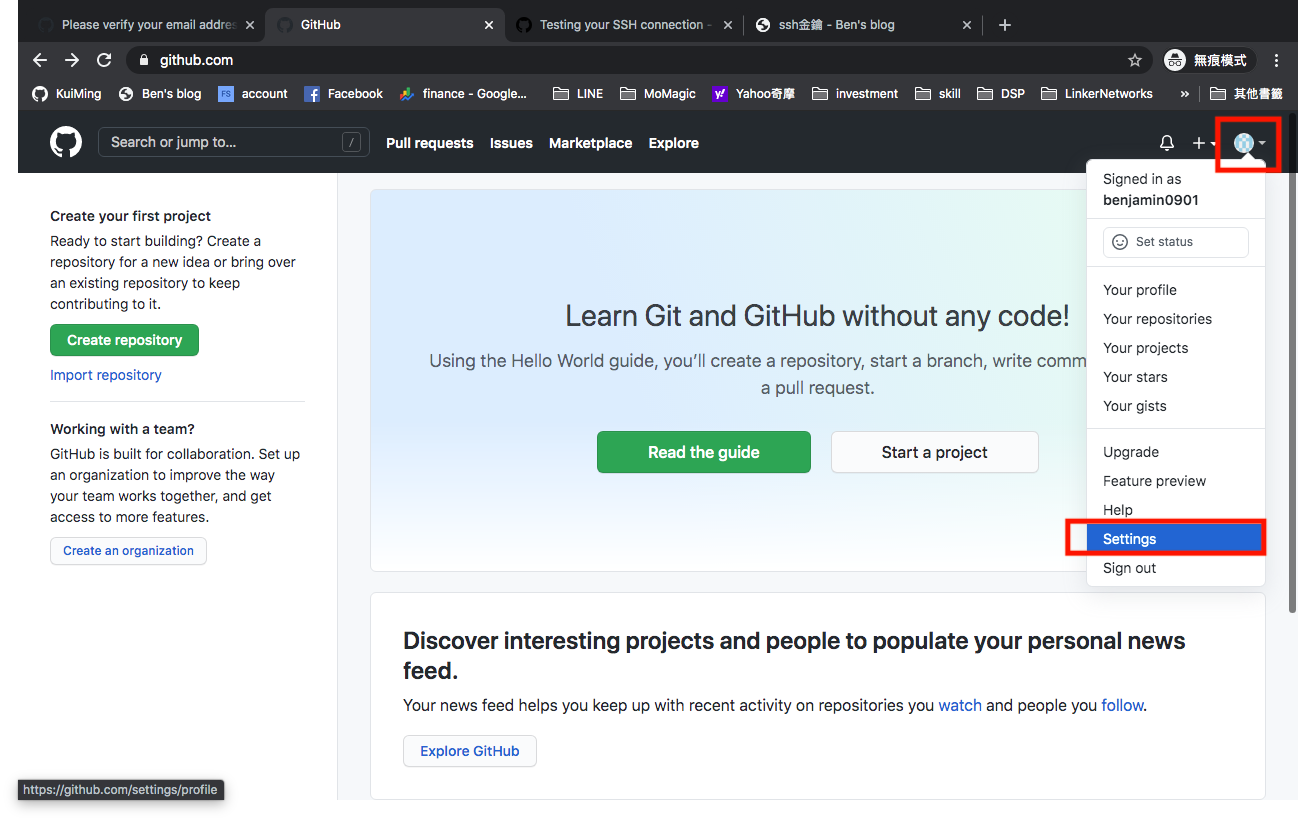 Please verify your email addres
GitHub
Testing your SSH connection -
ssh金鑰 - Ben's blog
github.com
無痕模式
KuiMing
Ben's blog
FS
account
Facebook
finance - Google...
LINE
MoMagic
Yahoo奇摩
investment
skill
DSP
LinkerNetworks
»
其他書籤
Search or jump to...
/
Pull requests
Issues
Marketplace
Explore
Signed in as
benjamin0901
Set status
Your profile
Your repositories
Your projects
Your stars
Your gists
Upgrade
Feature preview
Help
Settings
Sign out
Create your first project
Ready to start building? Create a
repository for a new idea or bring over
an existing repository to keep
contributing to it.
Create repository
Import repository
Working with a team?
GitHub is built for collaboration. Set up
an organization to improve the way
your team works together, and get
access to more features.
Create an organization
Learn Git and GitHub without any code!
Using the Hello World guide, you'll create a repository, start a branch, write comm
a pull request.
Read the guide
Start a project
Discover interesting projects and people to populate your personal news
feed.
Your news feed helps you keep up with recent activity on repositories you watch and people you follow.
Explore GitHub
https://github.com/settings/profile